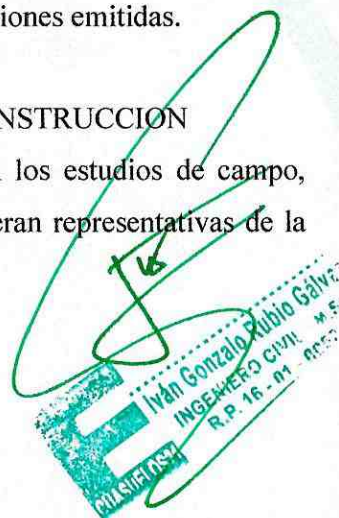 iones emitidas.
NSTRUCCION
los estudios de campo,
eran representativas de la
Iván Gonzalo Rubio Gálvez
INGENIERO CIVIL M.S
R.P. 16 - 01 -
CUASUELOS